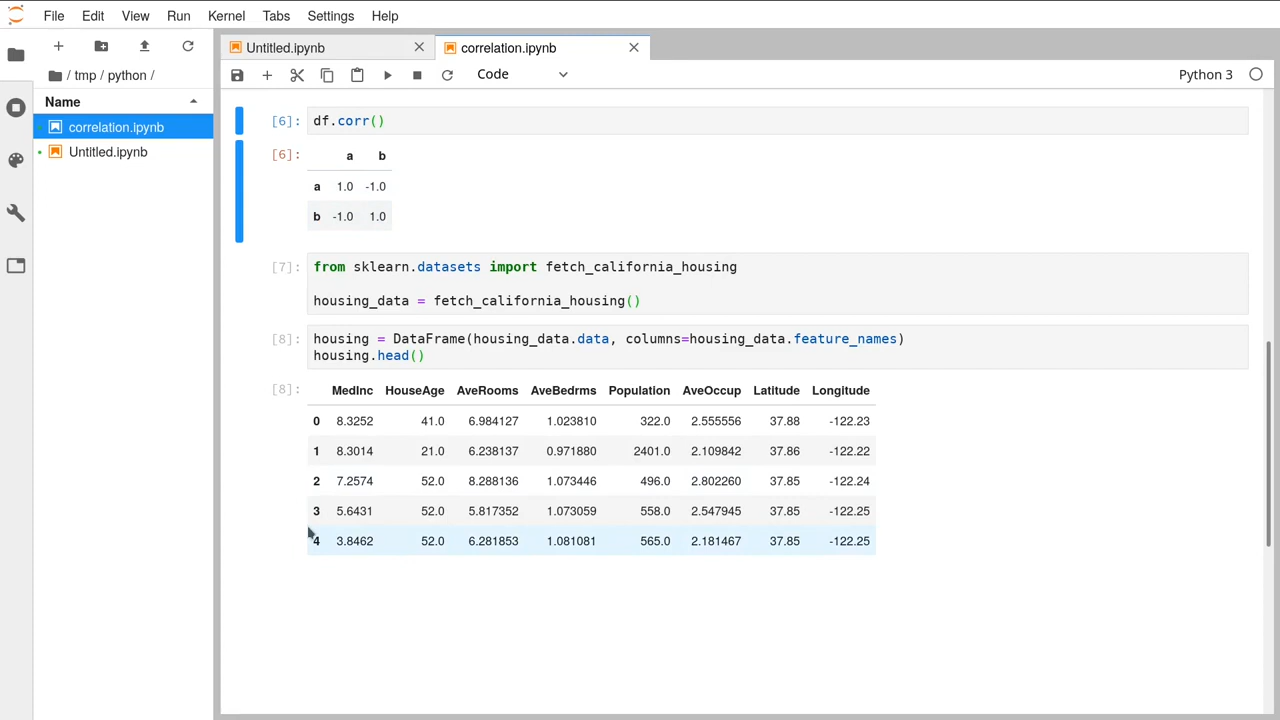 File Edit View Run Kernel Tabs Settings Help
Untitled.ipynb correlation.ipynb
Code Python 3
/ tmp / python /
Name
correlation.ipynb
Untitled.ipynb
[6]: df.corr()
[6]: a b
a 1.0 -1.0
b -1.0 1.0
[7]: from sklearn.datasets import fetch_california_housing
housing_data = fetch_california_housing()
[8]: housing = DataFrame(housing_data.data, columns=housing_data.feature_names)
housing.head()
[8]: MedInc HouseAge AveRooms AveBedrms Population AveOccup Latitude Longitude
0 8.3252 41.0 6.984127 1.023810 322.0 2.555556 37.88 -122.23
1 8.3014 21.0 6.238137 0.971880 2401.0 2.109842 37.86 -122.22
2 7.2574 52.0 8.288136 1.073446 496.0 2.802260 37.85 -122.24
3 5.6431 52.0 5.817352 1.073059 558.0 2.547945 37.85 -122.25
4 3.8462 52.0 6.281853 1.081081 565.0 2.181467 37.85 -122.25